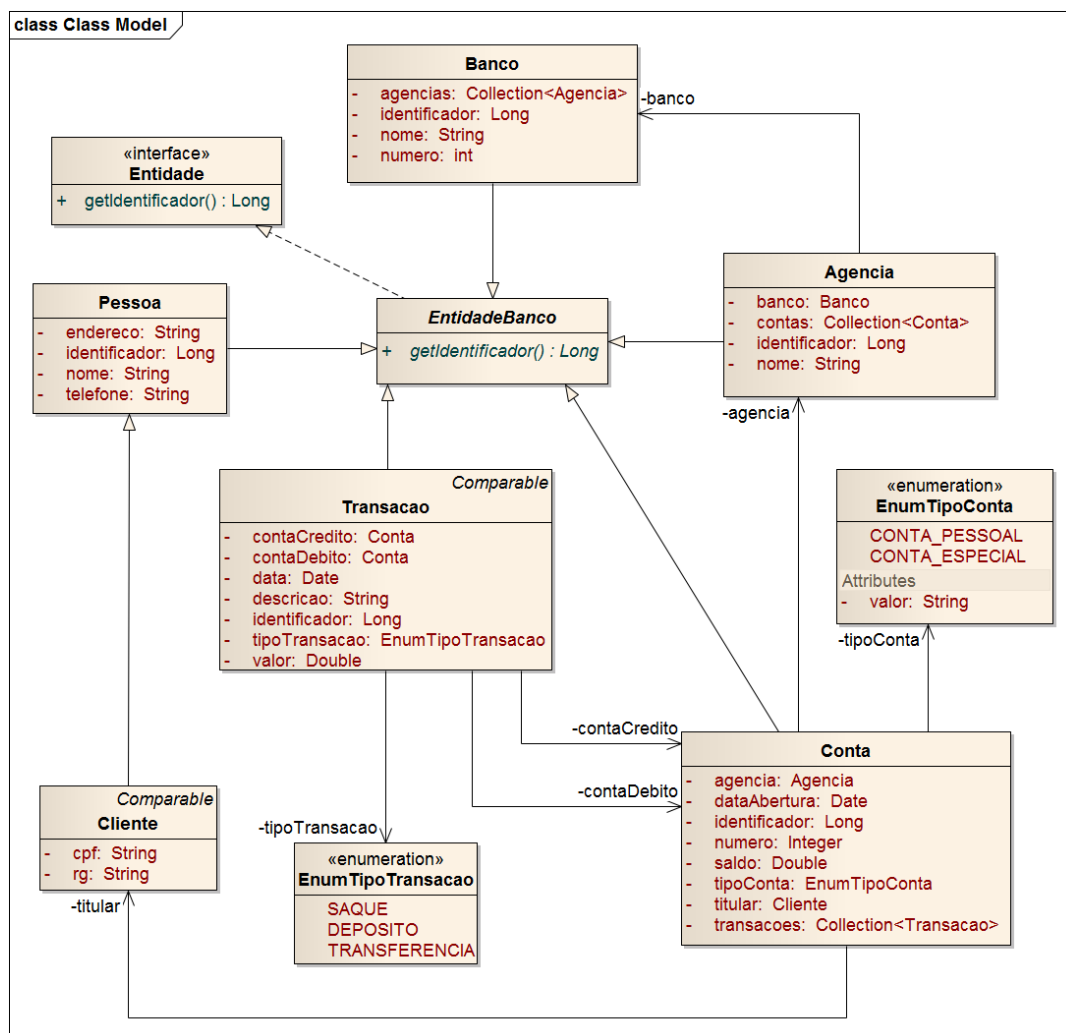 class Class Model
Banco
- agencias: Collection<Agencia>
- identificador: Long
- nome: String
- numero: int
-banco
«interface»
Entidade
+ getIdentificador() : Long
Pessoa
- endereco: String
- identificador: Long
- nome: String
- telefone: String
EntidadeBanco
+ getIdentificador() : Long
Agencia
- banco: Banco
- contas: Collection<Conta>
- identificador: Long
- nome: String
-agencia
Comparable
Transacao
- contaCredito: Conta
- contaDebito: Conta
- data: Date
- descricao: String
- identificador: Long
- tipoTransacao: EnumTipoTransacao
- valor: Double
«enumeration»
EnumTipoConta
CONTA_PESSOAL
CONTA_ESPECIAL
Attributes
- valor: String
-tipoConta
-contaCredito
-contaDebito
Conta
- agencia: Agencia
- dataAbertura: Date
- identificador: Long
- numero: Integer
- saldo: Double
- tipoConta: EnumTipoConta
- titular: Cliente
- transacoes: Collection<Transacao>
Comparable
Cliente
- cpf: String
- rg: String
-titular
-tipoTransacao
«enumeration»
EnumTipoTransacao
SAQUE
DEPOSITO
TRANSFERENCIA